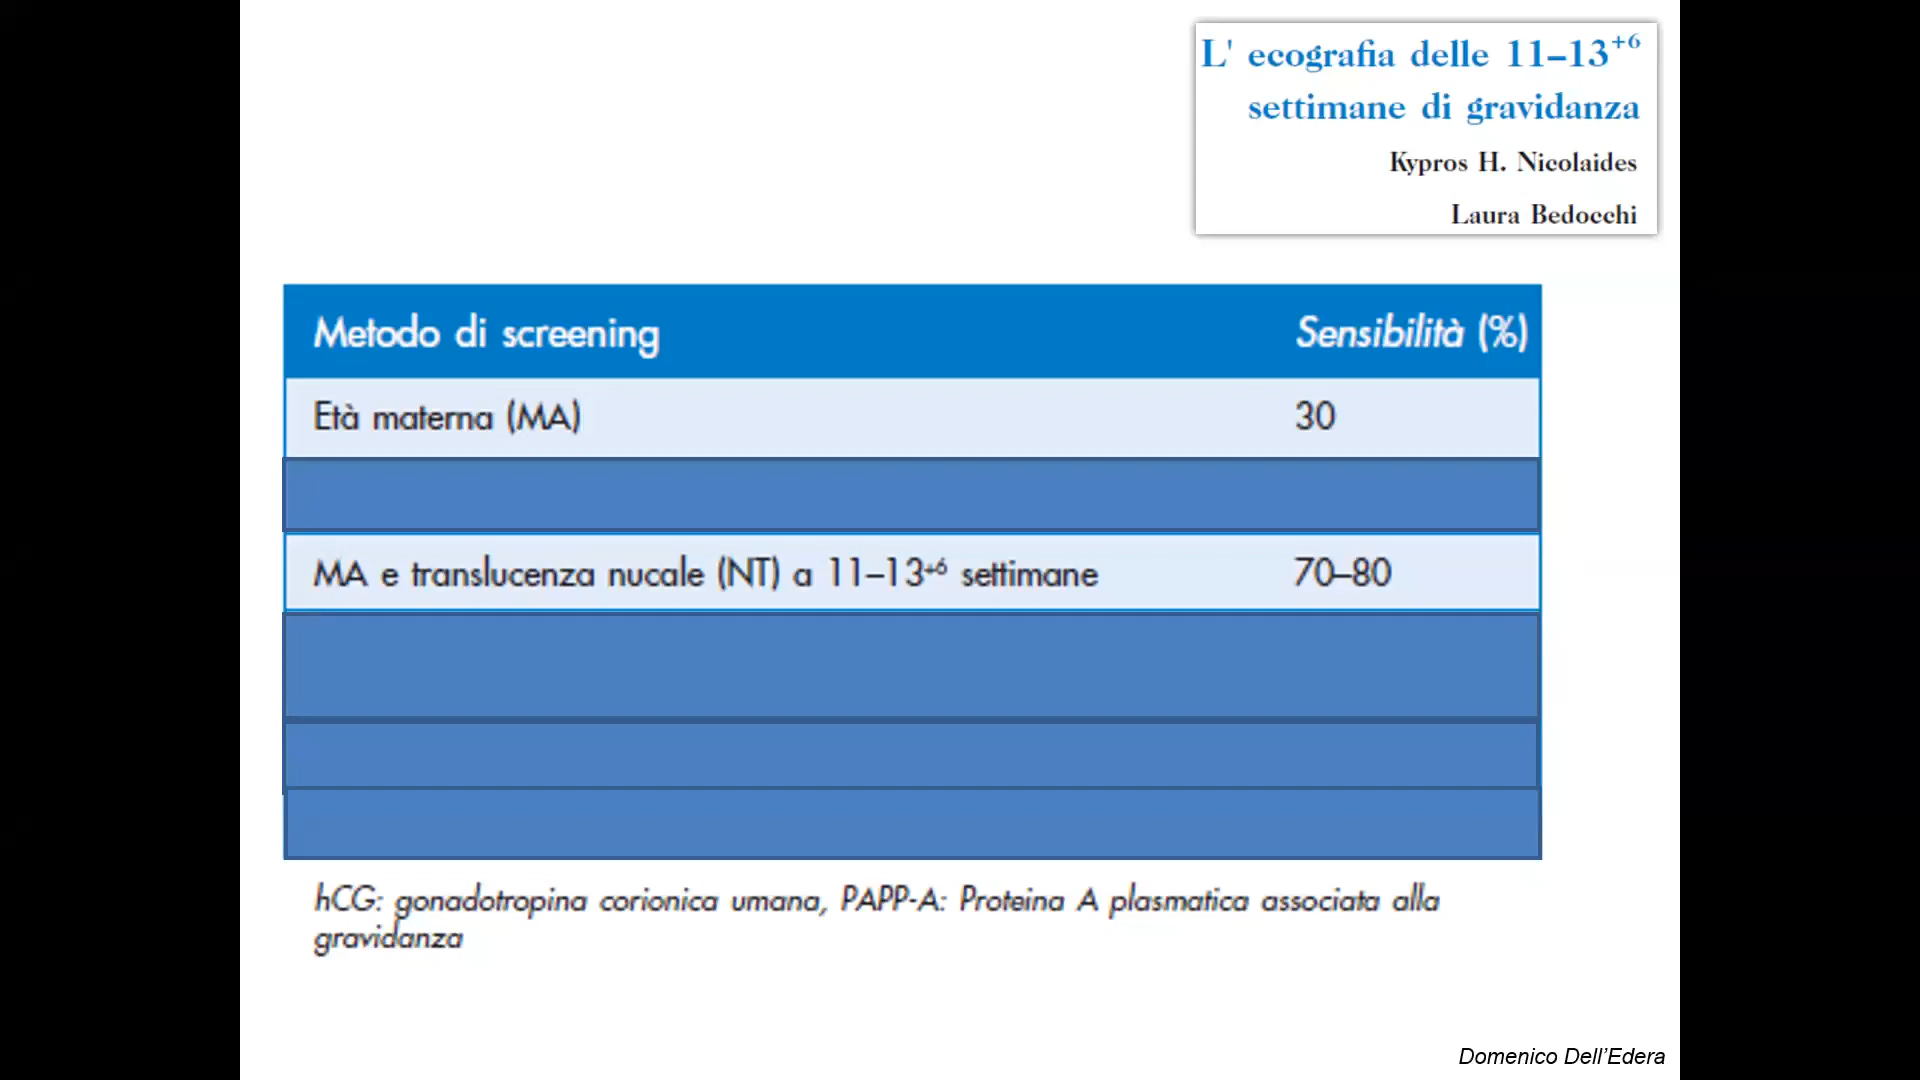 L' ecografia delle 11–13+6
settimane di gravidanza
Kypros H. Nicolaides
Laura Bedocchi
Metodo di screening Sensibilità (%)
Età materna (MA) 30
MA e translucenza nucale (NT) a 11–13+6 settimane 70–80
hCG: gonadotropina corionica umana, PAPP-A: Proteina A plasmatica associata alla
gravidanza
Domenico Dell'Edera